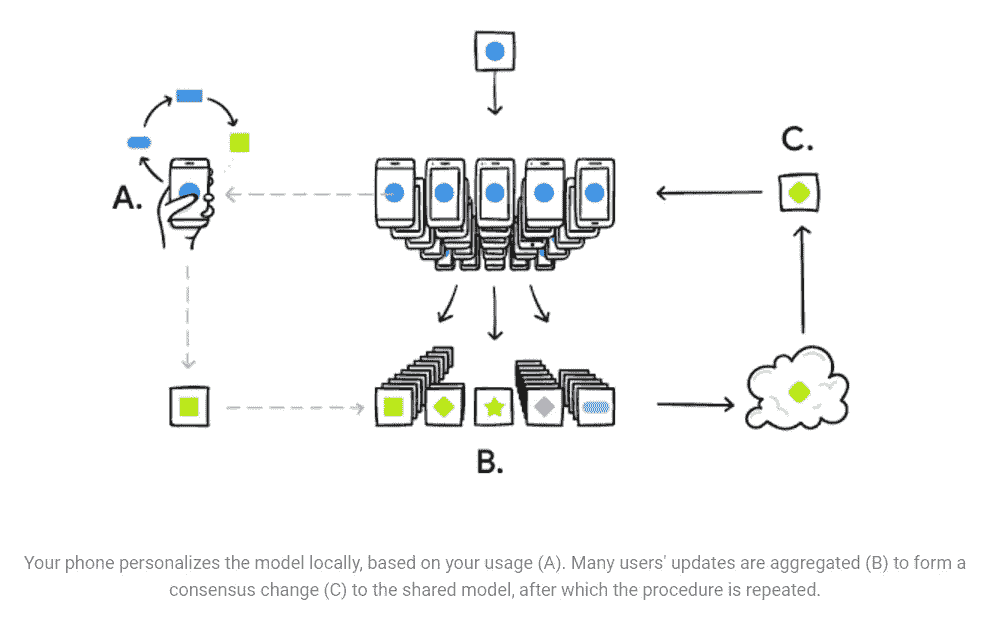 C.
A.
B.
Your phone personalizes the model locally, based on your usage (A). Many users' updates are aggregated (B) to form a
consensus change (C) to the shared model, after which the procedure is repeated.